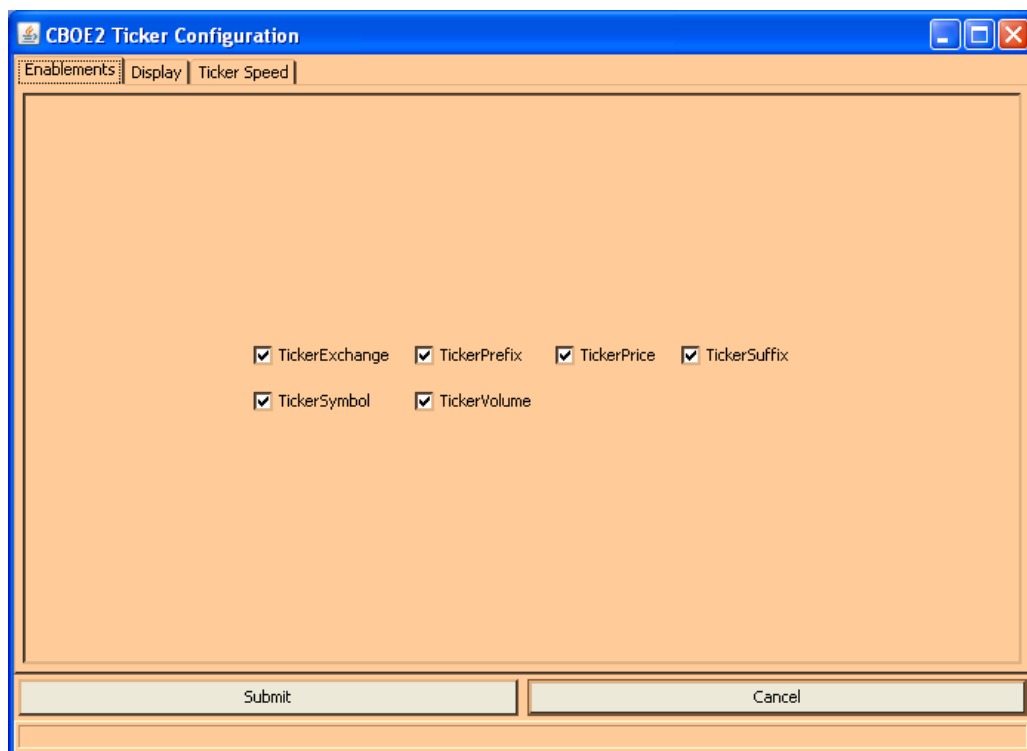 CBOE2 Ticker Configuration
Enablements Display Ticker Speed
TickerExchange TickerPrefix TickerPrice TickerSuffix
TickerSymbol TickerVolume
Submit Cancel